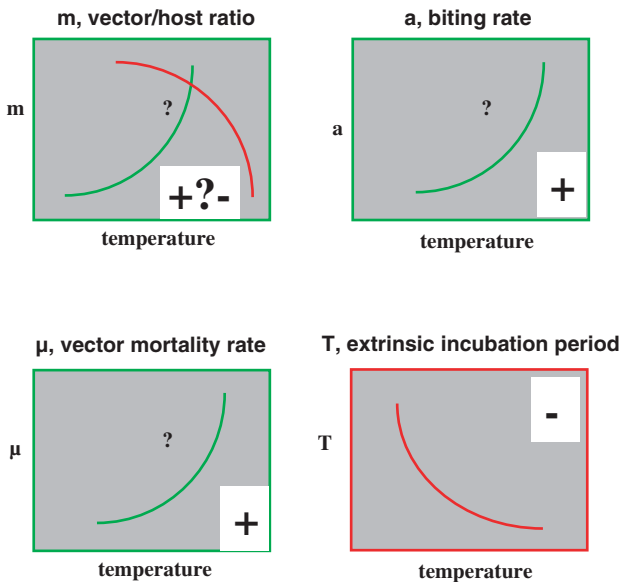 m, vector/host ratio
a, biting rate
m
?
+?-
temperature
a
?
+
temperature
µ, vector mortality rate
T, extrinsic incubation period
µ
?
+
temperature
T
-
temperature